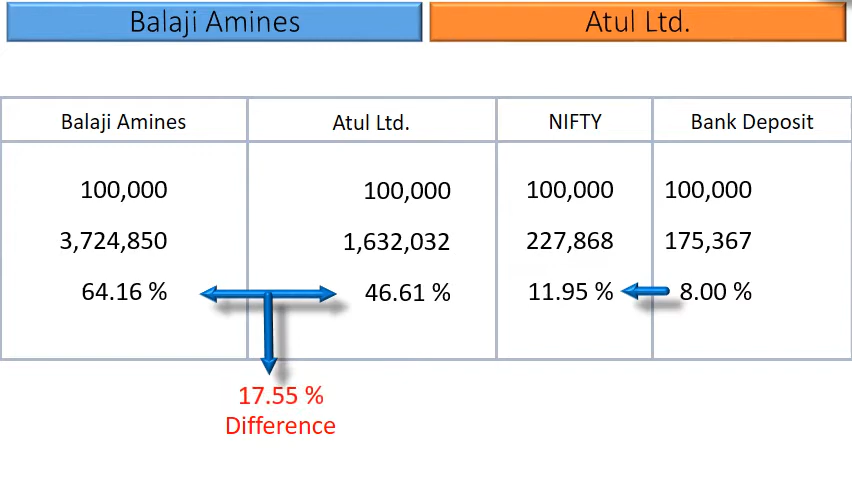 Balaji Amines Atul Ltd.
Balaji Amines Atul Ltd. NIFTY Bank Deposit
100,000 100,000 100,000 100,000
3,724,850 1,632,032 227,868 175,367
64.16 % 46.61 % 11.95 % 8.00 %
17.55 %
Difference